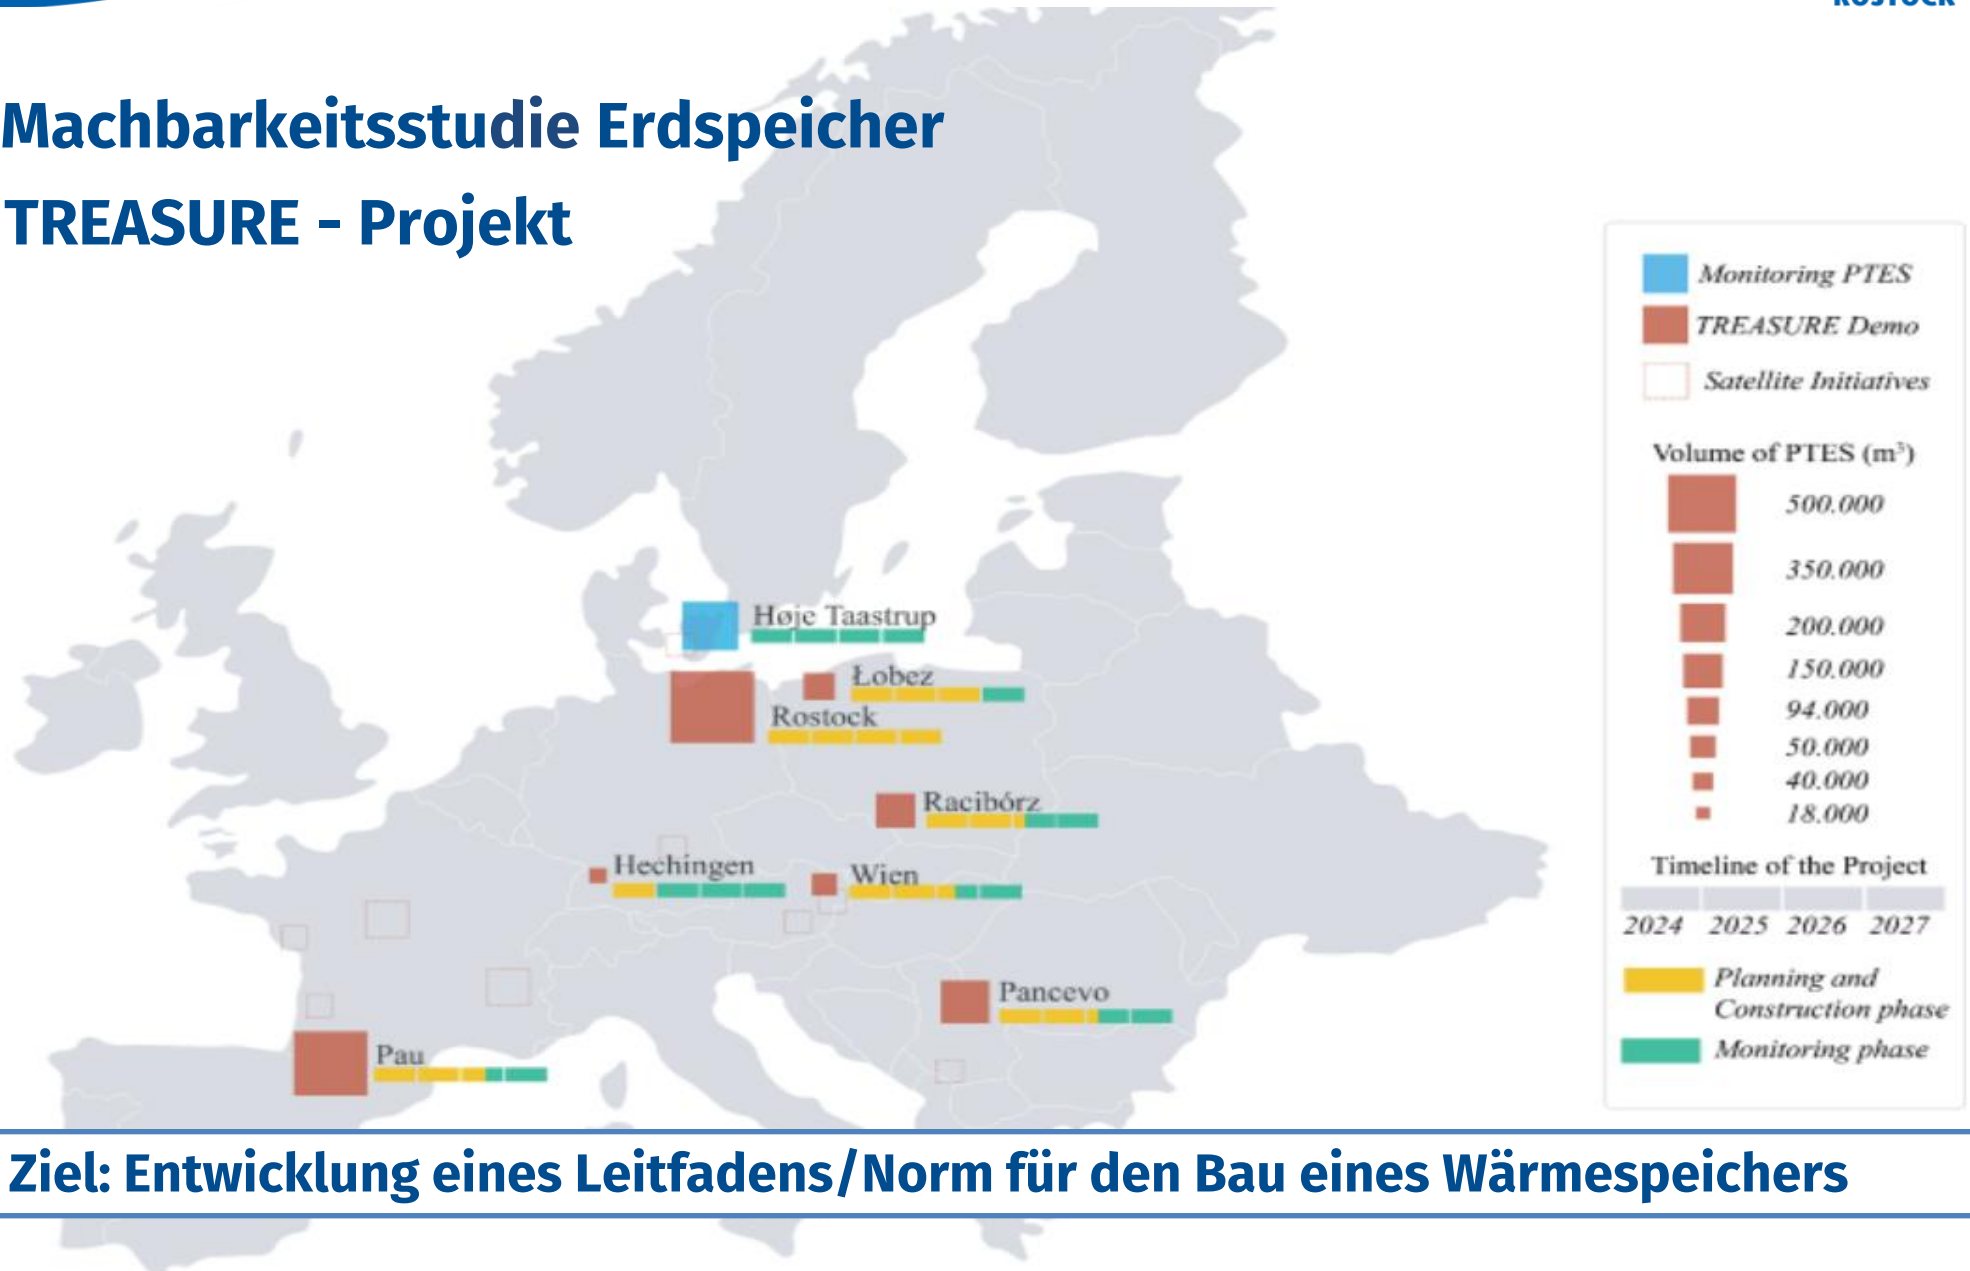 ROSTOCK
Machbarkeitsstudie Erdspeicher
TREASURE - Projekt
Monitoring PTES
TREASURE Demo
Satellite Initiatives
Volume of PTES (m³)
500.000
350.000
200.000
150.000
94.000
50.000
40.000
18.000
Timeline of the Project
2024 2025 2026 2027
Planning and
Construction phase
Monitoring phase
Høje Taastrup
Łobez
Rostock
Racibórz
Hechingen
Wien
Pancevo
Pau
Ziel: Entwicklung eines Leitfadens/Norm für den Bau eines Wärmespeichers